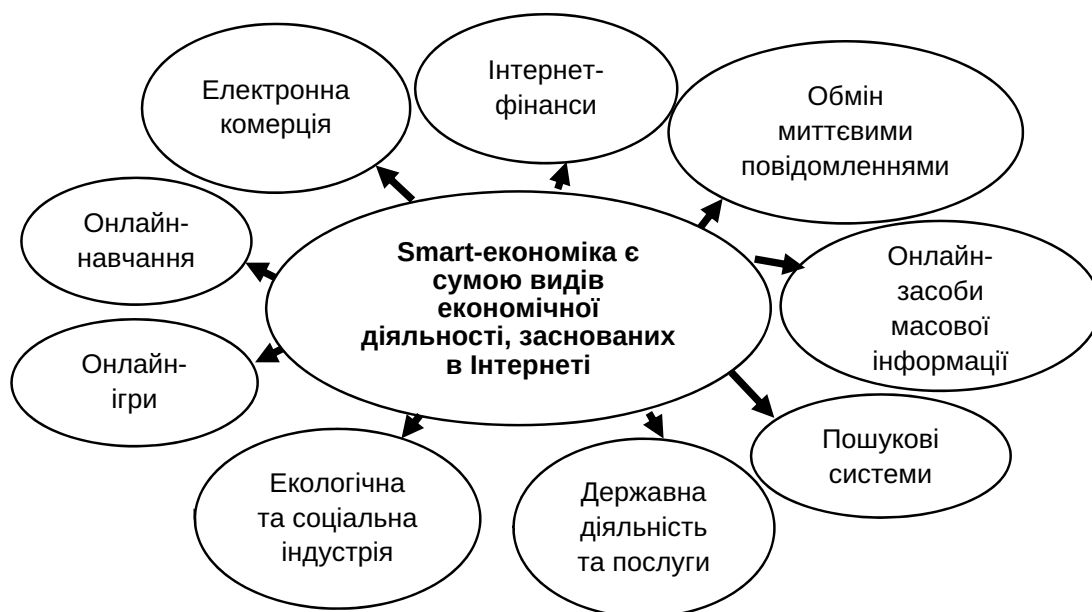 Електронна
комерція
Інтернет-
фінанси
Обмін
миттєвими
повідомленнями
Онлайн-
навчання
Smart-економіка є
сумою видів
економічної
діяльності, заснованих
в Інтернеті
Онлайн-
засоби
масової
інформації
Онлайн-
ігри
Пошукові
системи
Екологічна
та соціальна
індустрія
Державна
діяльність
та послуги